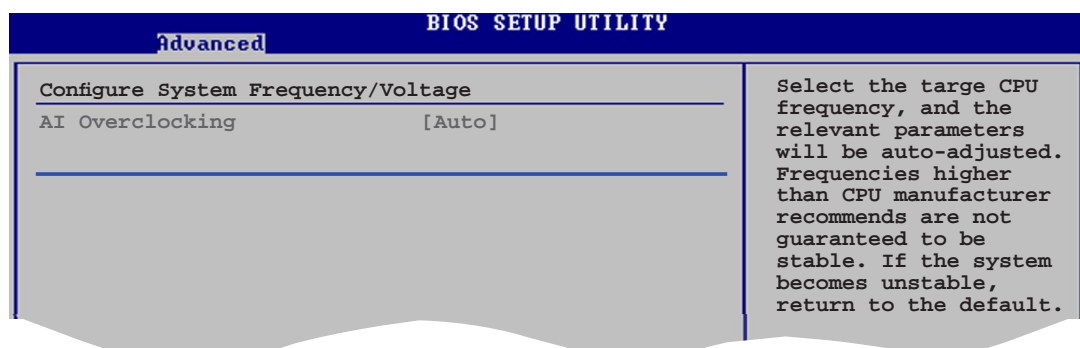 BIOS SETUP UTILITY
Advanced
Configure System Frequency/Voltage
AI Overclocking [Auto]
Select the targe CPU
frequency, and the
relevant parameters
will be auto-adjusted.
Frequencies higher
than CPU manufacturer
recommends are not
guaranteed to be
stable. If the system
becomes unstable,
return to the default.